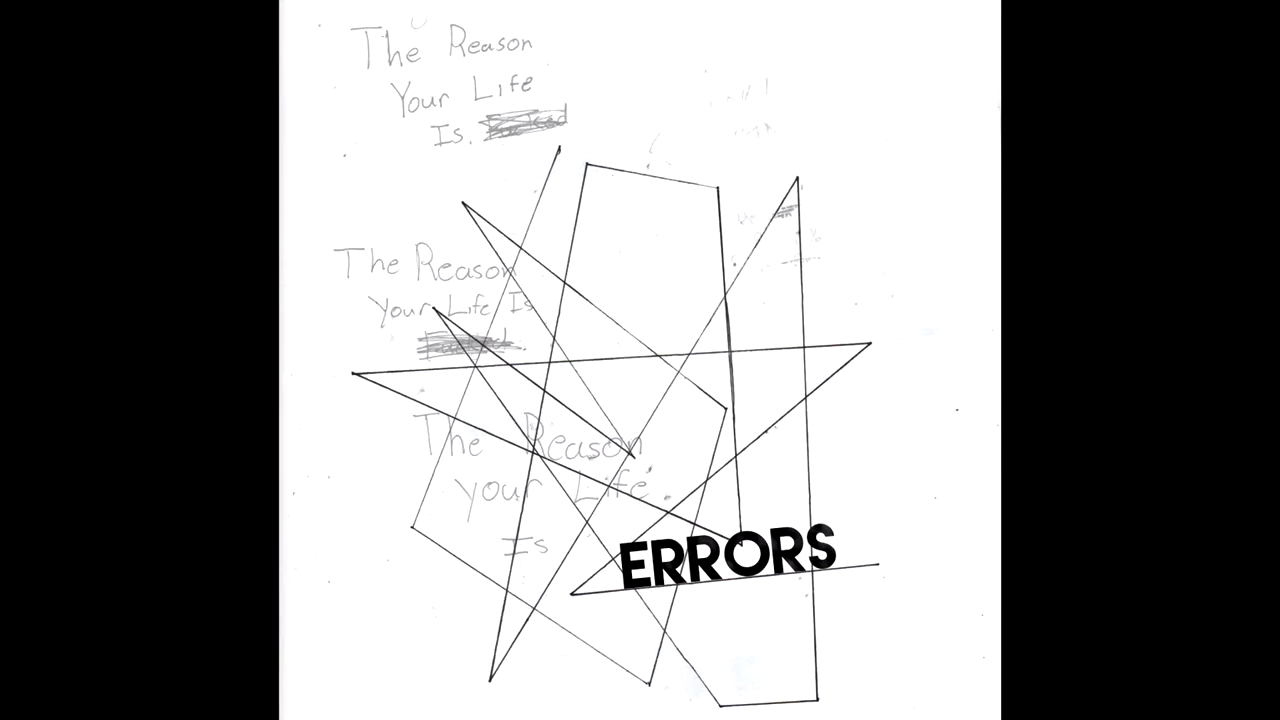 The Reason
Your Life
Is.
The Reason
Your Life Is
The Reason
your Life
Is
ERRORS